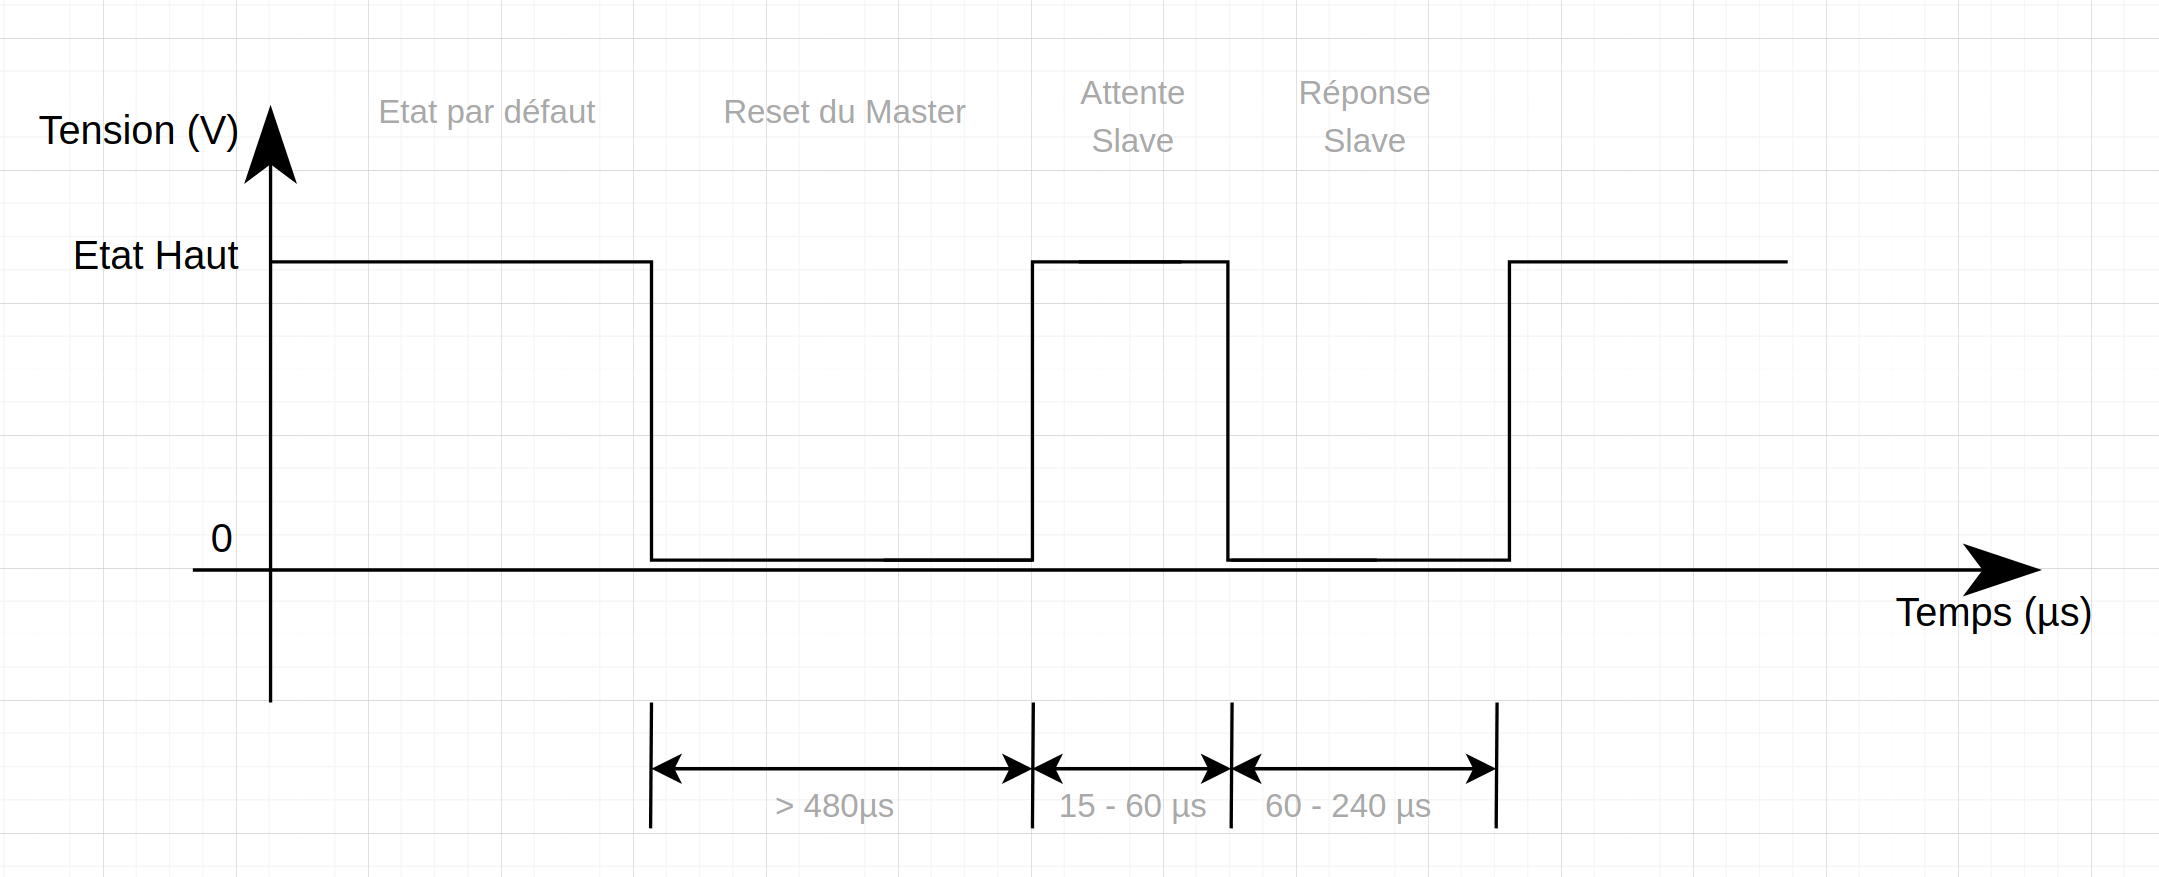 Tension (V)
Etat par défaut
Reset du Master
Attente
Slave
Réponse
Slave
Etat Haut
0
Temps (µs)
> 480µs
15 - 60 µs
60 - 240 µs